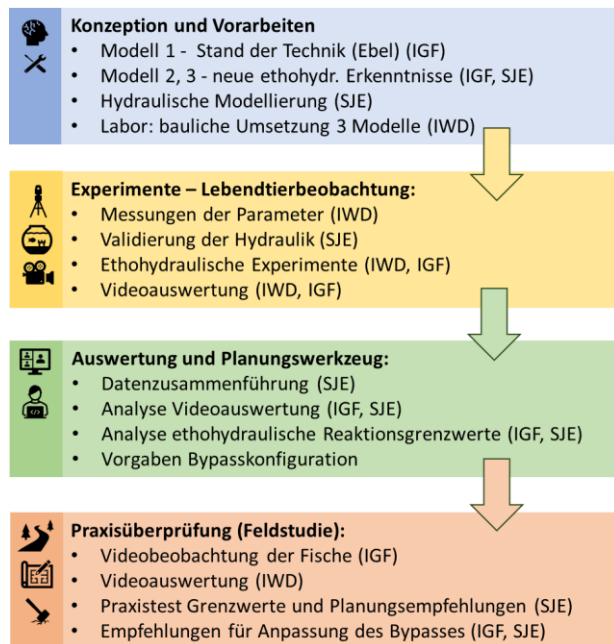 Konzeption und Vorarbeiten
• Modell 1 - Stand der Technik (Ebel) (IGF)
• Modell 2, 3 - neue ethohydr. Erkenntnisse (IGF, SJE)
• Hydraulische Modellierung (SJE)
• Labor: bauliche Umsetzung 3 Modelle (IWD)
Experimente – Lebendtierbeobachtung:
• Messungen der Parameter (IWD)
• Validierung der Hydraulik (SJE)
• Ethohydraulische Experimente (IWD, IGF)
• Videoauswertung (IWD, IGF)
Auswertung und Planungswerkzeug:
• Datenzusammenführung (SJE)
• Analyse Videoauswertung (IGF, SJE)
• Analyse ethohydraulische Reaktionsgrenzwerte (IGF, SJE)
• Vorgaben Bypasskonfiguration
Praxisüberprüfung (Feldstudie):
• Videobeobachtung der Fische (IGF)
• Videoauswertung (IWD)
• Praxistest Grenzwerte und Planungsempfehlungen (SJE)
• Empfehlungen für Anpassung des Bypasses (IGF, SJE)